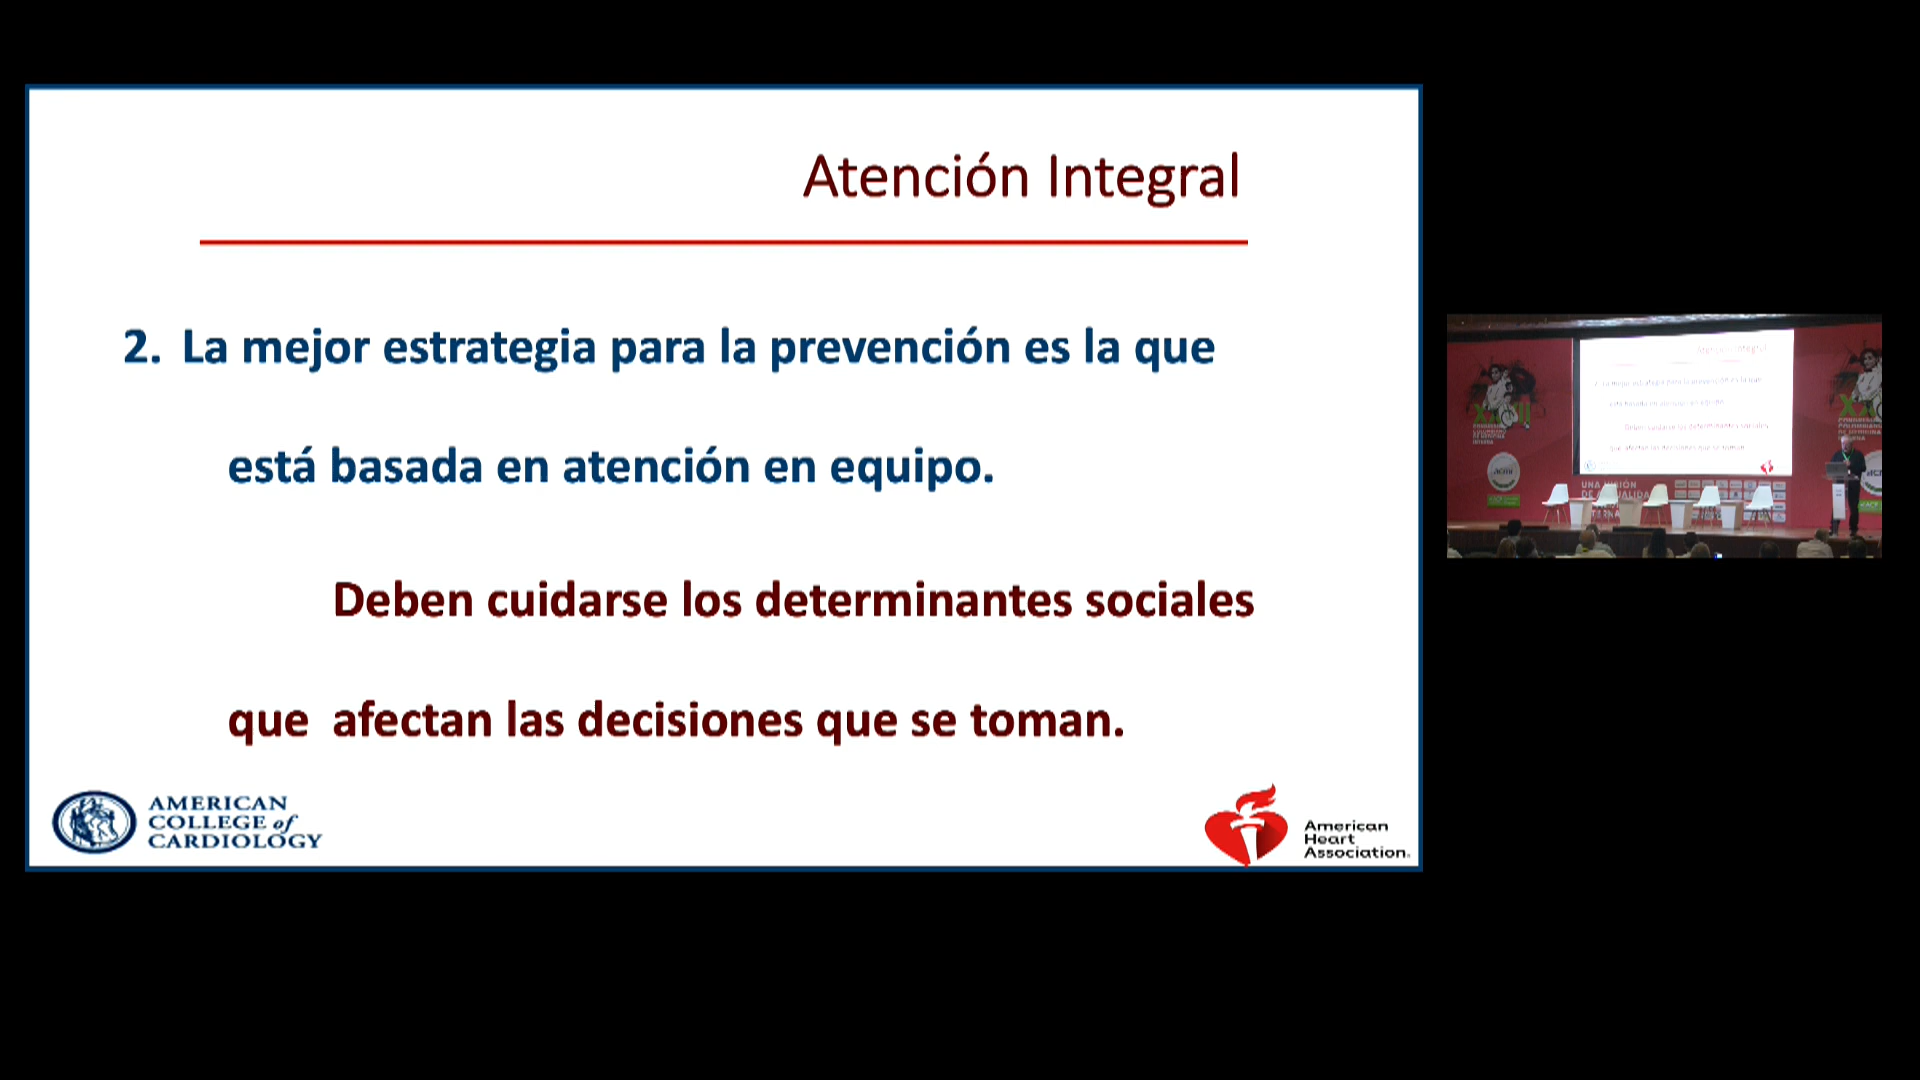 Atención Integral
2. La mejor estrategia para la prevención es la que
está basada en atención en equipo.
Deben cuidarse los determinantes sociales
que afectan las decisiones que se toman.
AMERICAN
COLLEGE of
CARDIOLOGY
American
Heart
Association.